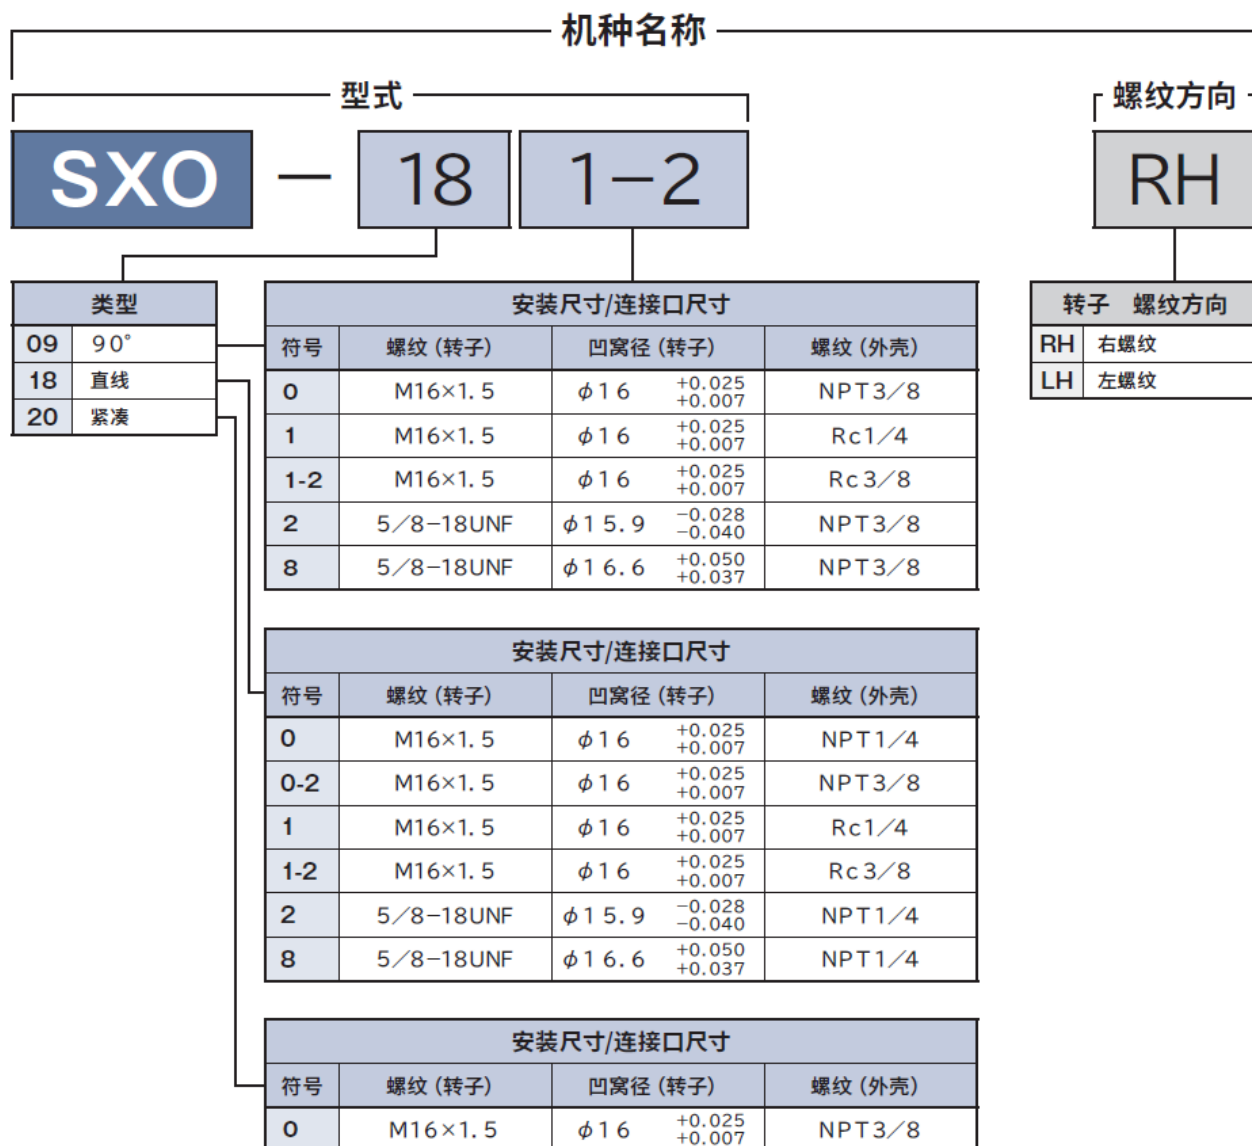 机种名称
型式 螺纹方向
SXO － 18 1−2 RH
类型
09 90°
18 直线
20 紧凑
转子 螺纹方向
RH 右螺纹
LH 左螺纹
安装尺寸/连接口尺寸
符号 螺纹（转子） 凹窝径（转子） 螺纹（外壳）
0 M16×1.5 φ16 +0.025 +0.007 NPT3／8
1 M16×1.5 φ16 +0.025 +0.007 Rc1／4
1-2 M16×1.5 φ16 +0.025 +0.007 Rc3／8
2 5／8−18UNF φ15.9 −0.028 −0.040 NPT3／8
8 5／8−18UNF φ16.6 +0.050 +0.037 NPT3／8
安装尺寸/连接口尺寸
符号 螺纹（转子） 凹窝径（转子） 螺纹（外壳）
0 M16×1.5 φ16 +0.025 +0.007 NPT1／4
0-2 M16×1.5 φ16 +0.025 +0.007 NPT3／8
1 M16×1.5 φ16 +0.025 +0.007 Rc1／4
1-2 M16×1.5 φ16 +0.025 +0.007 Rc3／8
2 5／8−18UNF φ15.9 −0.028 −0.040 NPT1／4
8 5／8−18UNF φ16.6 +0.050 +0.037 NPT1／4
安装尺寸/连接口尺寸
符号 螺纹（转子） 凹窝径（转子） 螺纹（外壳）
0 M16×1.5 φ16 +0.025 +0.007 NPT3／8